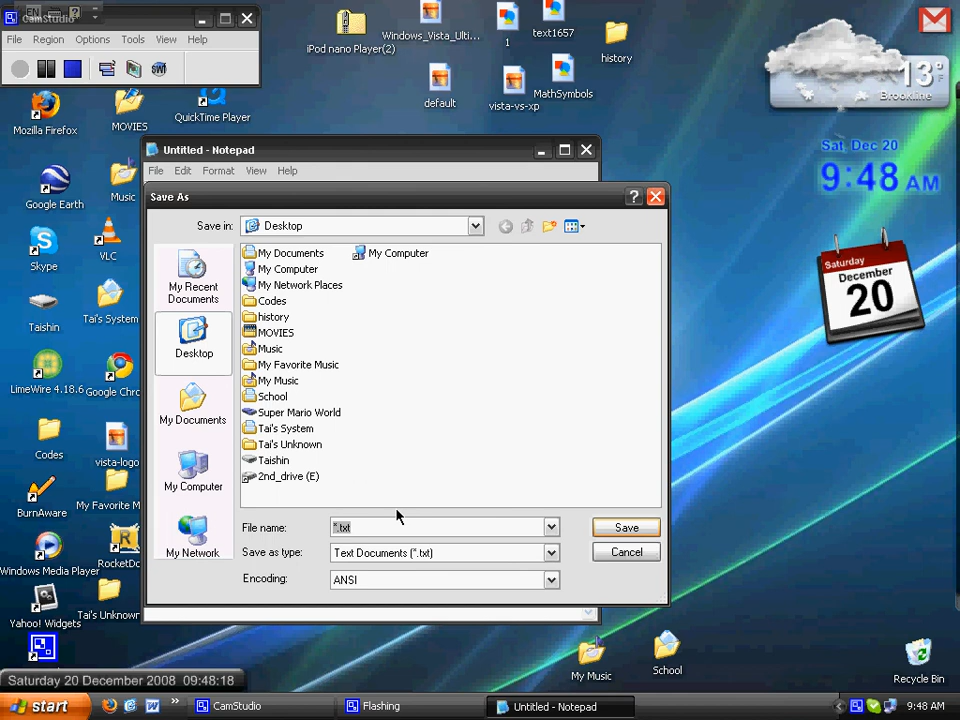 EN
CamStudio
File Region Options Tools View Help
iPod nano Player(2)
Windows_Vista_Ulti...
1
text1657
history
default
vista-vs-xp
MathSymbols
13°
F
Brookline
Sat, Dec 20
9:48 AM
Saturday
December
20
Mozilla Firefox
MOVIES
QuickTime Player
Google Earth
Music
Skype
VLC
Taishin
Tai's System
LimeWire 4.18.6
Google Chro
Codes
vista-logo
BurnAware
My Favorite M
Windows Media Player
RocketDo
Yahoo! Widgets
Tai's Unknown
Untitled - Notepad
File Edit Format View Help
Save As
Save in: Desktop
My Recent
Documents
Desktop
My Documents
My Computer
My Network
My Documents
My Computer
My Computer
My Network Places
Codes
history
MOVIES
Music
My Favorite Music
My Music
School
Super Mario World
Tai's System
Tai's Unknown
Taishin
2nd_drive (E)
File name: *.txt Save
Save as type: Text Documents (*.txt) Cancel
Encoding: ANSI
My Music
School
Recycle Bin
Saturday 20 December 2008 09:48:18
start
CamStudio
Flashing
Untitled - Notepad
9:48 AM